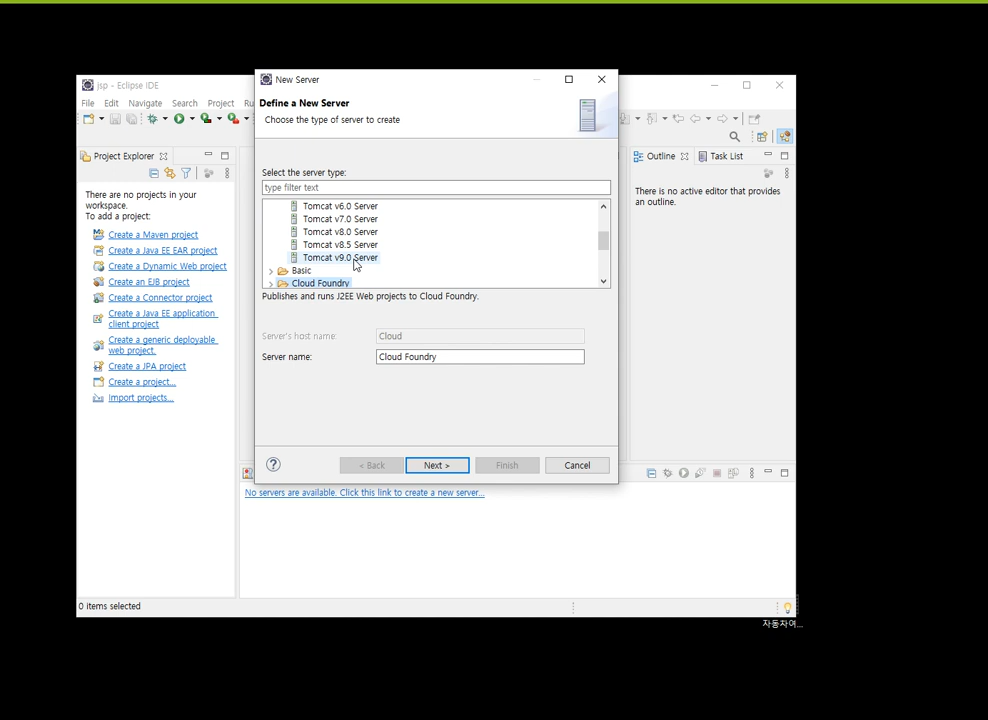 jsp - Eclipse IDE
File Edit Navigate Search Project Ru
Project Explorer
There are no projects in your
workspace.
To add a project:
Create a Maven project
Create a Java EE EAR project
Create a Dynamic Web project
Create an EJB project
Create a Connector project
Create a Java EE application
client project
Create a generic deployable
web project.
Create a JPA project
Create a project...
Import projects...
New Server
Define a New Server
Choose the type of server to create
Select the server type:
type filter text
Tomcat v6.0 Server
Tomcat v7.0 Server
Tomcat v8.0 Server
Tomcat v8.5 Server
Tomcat v9.0 Server
Basic
Cloud Foundry
Publishes and runs J2EE Web projects to Cloud Foundry.
Server's host name: Cloud
Server name: Cloud Foundry
< Back Next > Finish Cancel
Outline Task List
There is no active editor that provides
an outline.
No servers are available. Click this link to create a new server...
0 items selected
자동차여...